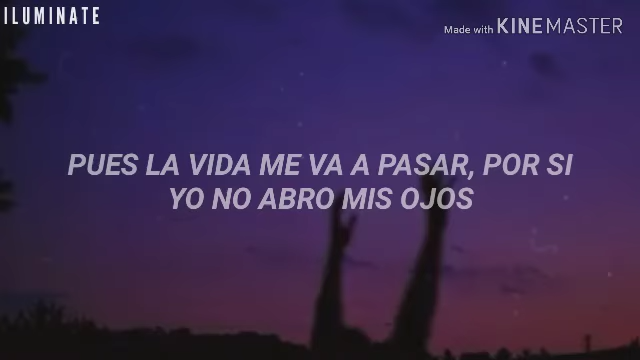 ILUMINATE
Made with KINEMASTER
PUES LA VIDA ME VA A PASAR, POR SI
YO NO ABRO MIS OJOS